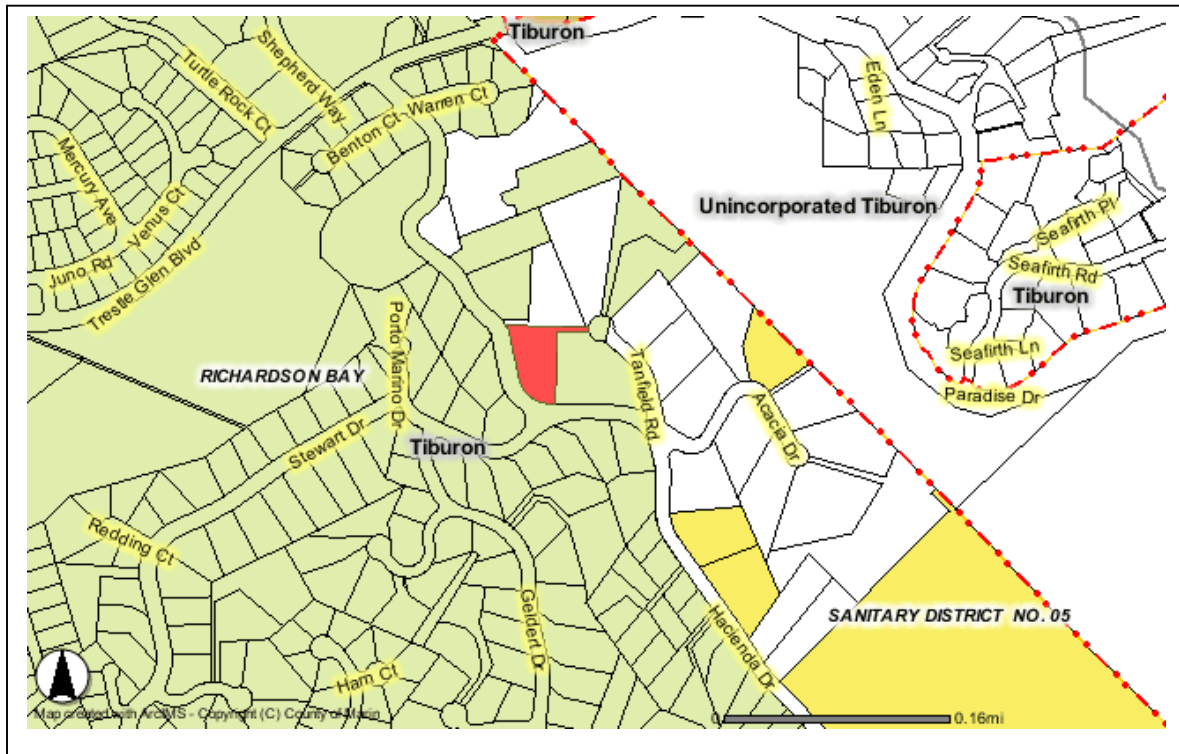 Tiburon
Turtle Rock Ct
Shepherd Way
Benton Ct
Warren Ct
Eden Ln
Mercury Ave
Venus Ct
Juno Rd
Trestle Glen Blvd
Unincorporated Tiburon
Seafirth Pl
Seafirth Rd
Tiburon
Seafirth Ln
Paradise Dr
Porto Marino Dr
RICHARDSON BAY
Tanfield Rd
Acacia Dr
Stewart Dr
Tiburon
Redding Ct
Geldert Dr
Hacienda Dr
SANITARY DISTRICT NO. 05
Ham Ct
Map created with ArcIMS - Copyright (C) County of Marin
0 0.16mi